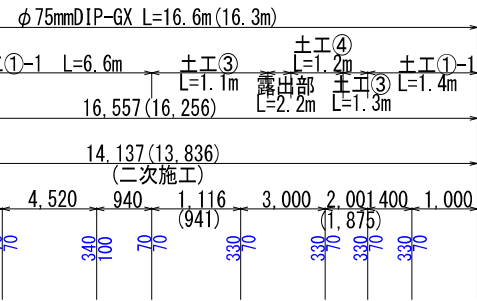 φ75mmDIP-GX L=16.6m(16.3m)
土工④
①-1 L=6.6m 土工③ L=1.2m 土工①-1
L=1.1m 露出部 土工③ L=1.4m
L=2.2m L=1.3m
16,557(16,256)
14,137(13,836)
(二次施工)
4,520 940 1,116 3,000 2,001 400 1,000
(941) (1,875)
70 340 100 70 70 330 70 330 70 330 70 330 70